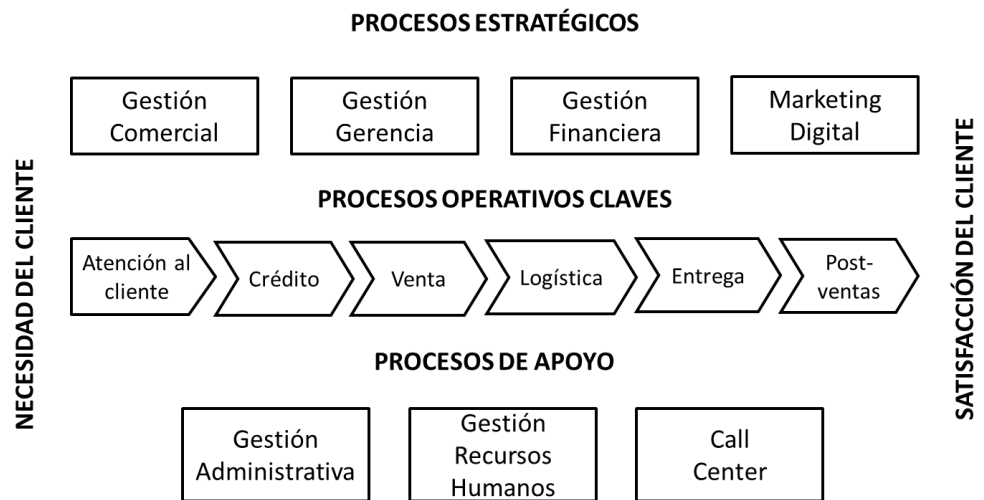 PROCESOS ESTRATÉGICOS
Gestión
Comercial
Gestión
Gerencia
Gestión
Financiera
Marketing
Digital
NECESIDAD DEL CLIENTE
SATISFACCIÓN DEL CLIENTE
PROCESOS OPERATIVOS CLAVES
Atención al
cliente
Crédito
Venta
Logística
Entrega
Post-
ventas
PROCESOS DE APOYO
Gestión
Administrativa
Gestión
Recursos
Humanos
Call
Center